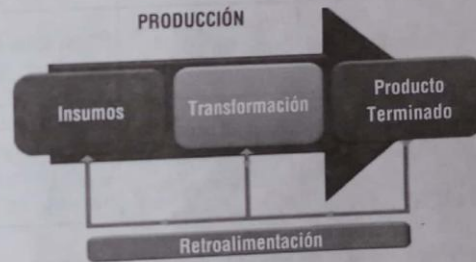 PRODUCCIÓN
Insumos
Transformación
Producto
Terminado
Retroalimentación